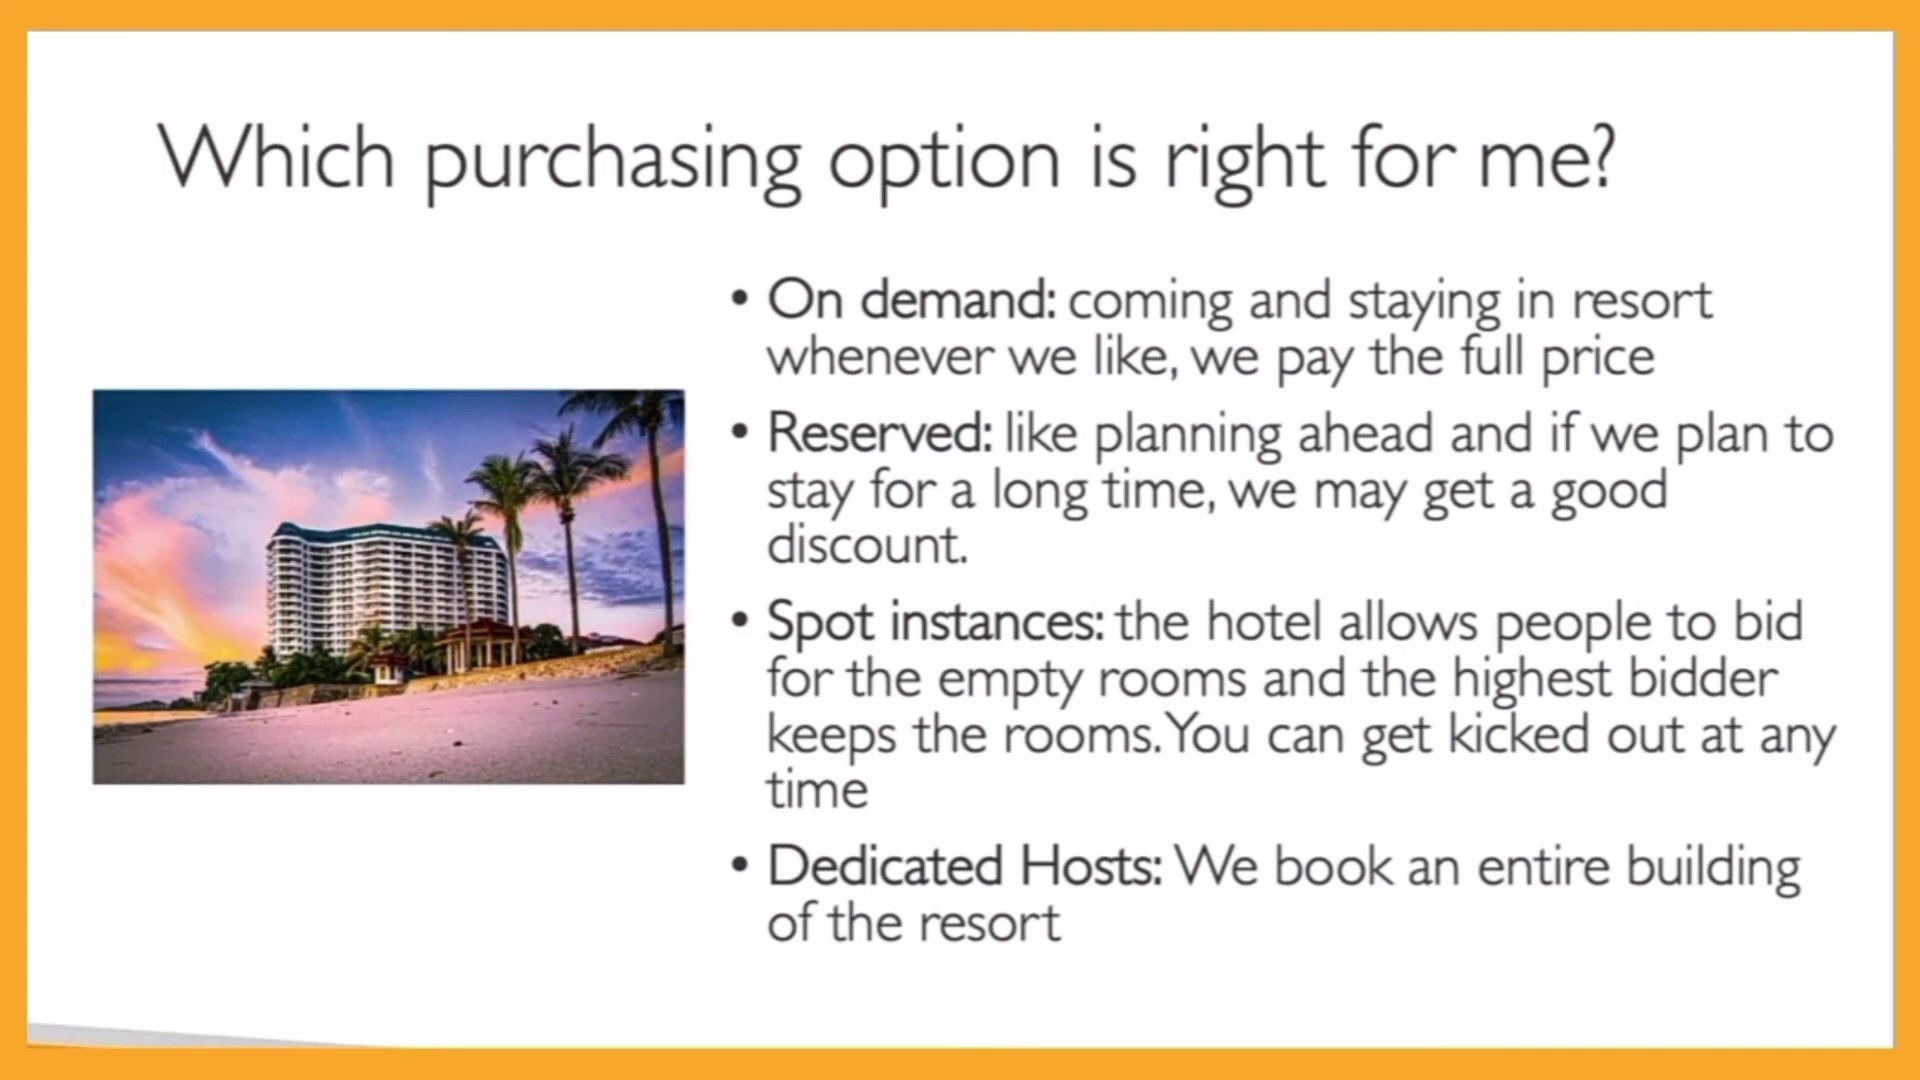 Which purchasing option is right for me?
• On demand: coming and staying in resort
whenever we like, we pay the full price
• Reserved: like planning ahead and if we plan to
stay for a long time, we may get a good
discount.
• Spot instances: the hotel allows people to bid
for the empty rooms and the highest bidder
keeps the rooms. You can get kicked out at any
time
• Dedicated Hosts: We book an entire building
of the resort